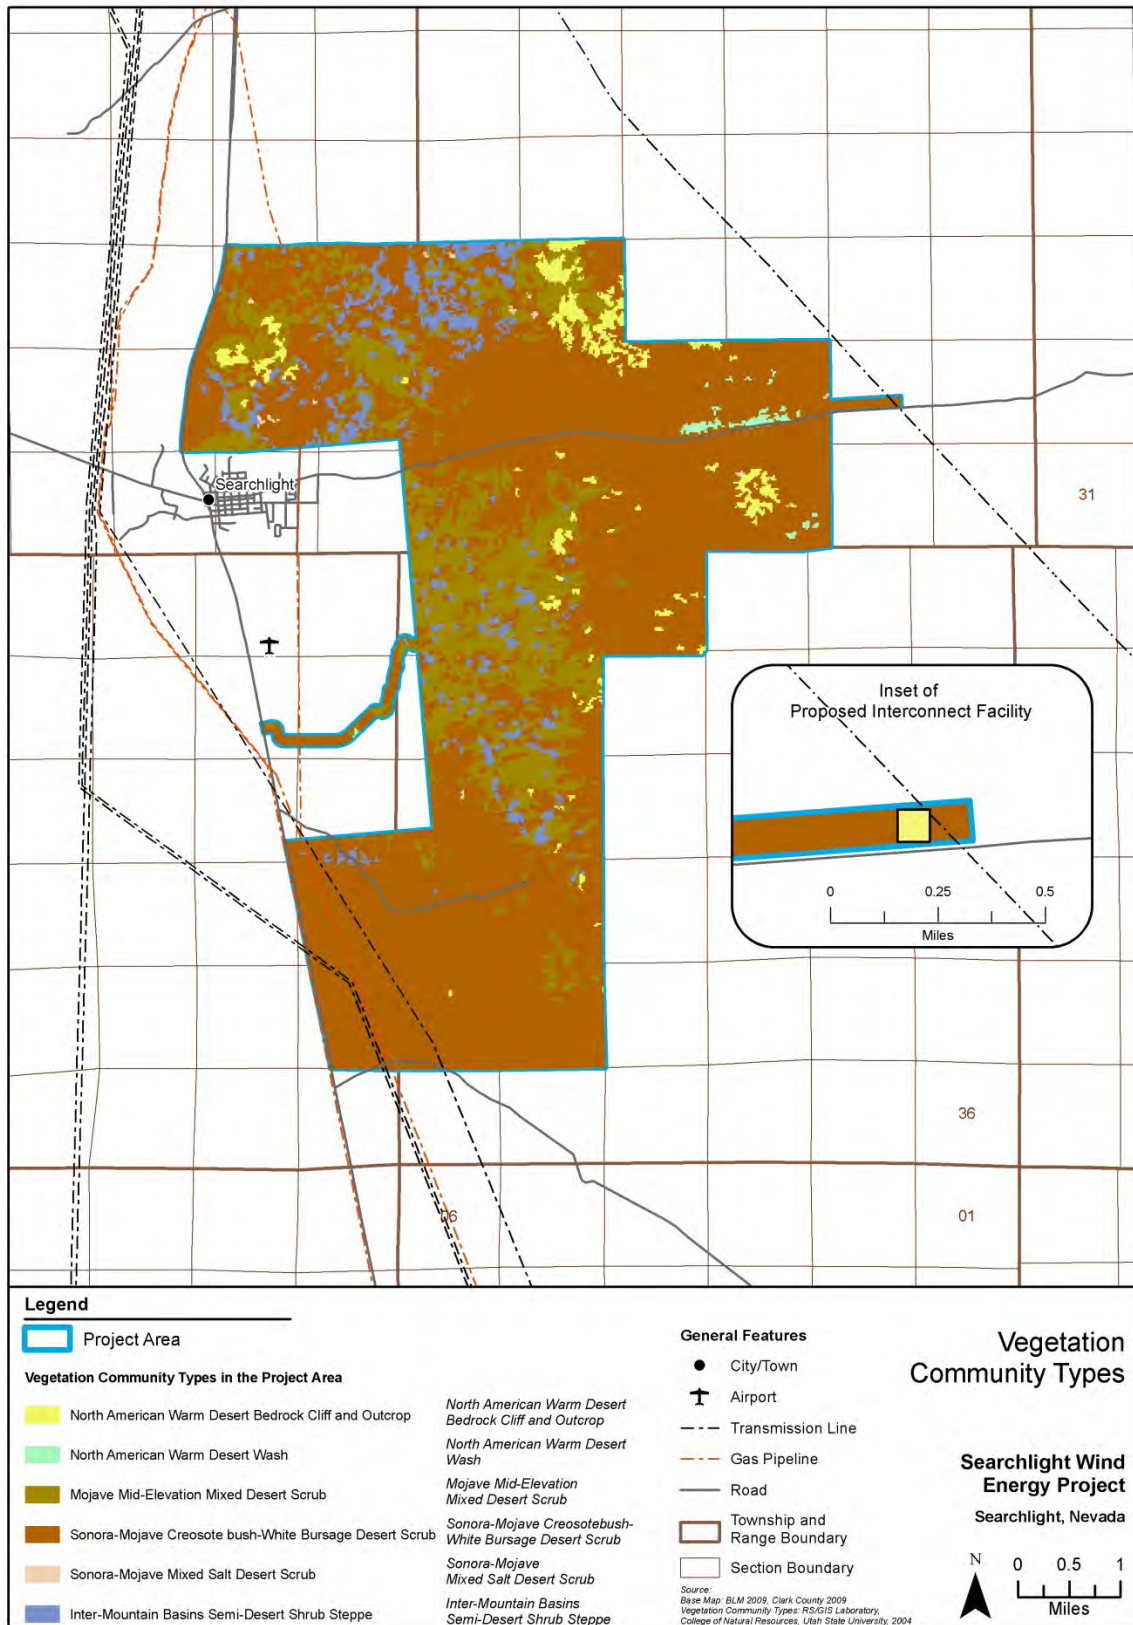 Searchlight
31
Inset of
Proposed Interconnect Facility
0 0.25 0.5
Miles
36
06
01
Legend
Project Area
Vegetation Community Types in the Project Area
North American Warm Desert Bedrock Cliff and Outcrop
North American Warm Desert
Bedrock Cliff and Outcrop
North American Warm Desert Wash
North American Warm Desert
Wash
Mojave Mid-Elevation Mixed Desert Scrub
Mojave Mid-Elevation
Mixed Desert Scrub
Sonora-Mojave Creosote bush-White Bursage Desert Scrub
Sonora-Mojave Creosotebush-
White Bursage Desert Scrub
Sonora-Mojave Mixed Salt Desert Scrub
Sonora-Mojave
Mixed Salt Desert Scrub
Inter-Mountain Basins Semi-Desert Shrub Steppe
Inter-Mountain Basins
Semi-Desert Shrub Steppe
General Features
City/Town
Airport
Transmission Line
Gas Pipeline
Road
Township and
Range Boundary
Section Boundary
Source:
Base Map: BLM 2009, Clark County 2009
Vegetation Community Types: RS/GIS Laboratory,
College of Natural Resources, Utah State University, 2004
Vegetation
Community Types
Searchlight Wind
Energy Project
Searchlight, Nevada
N
0 0.5 1
Miles